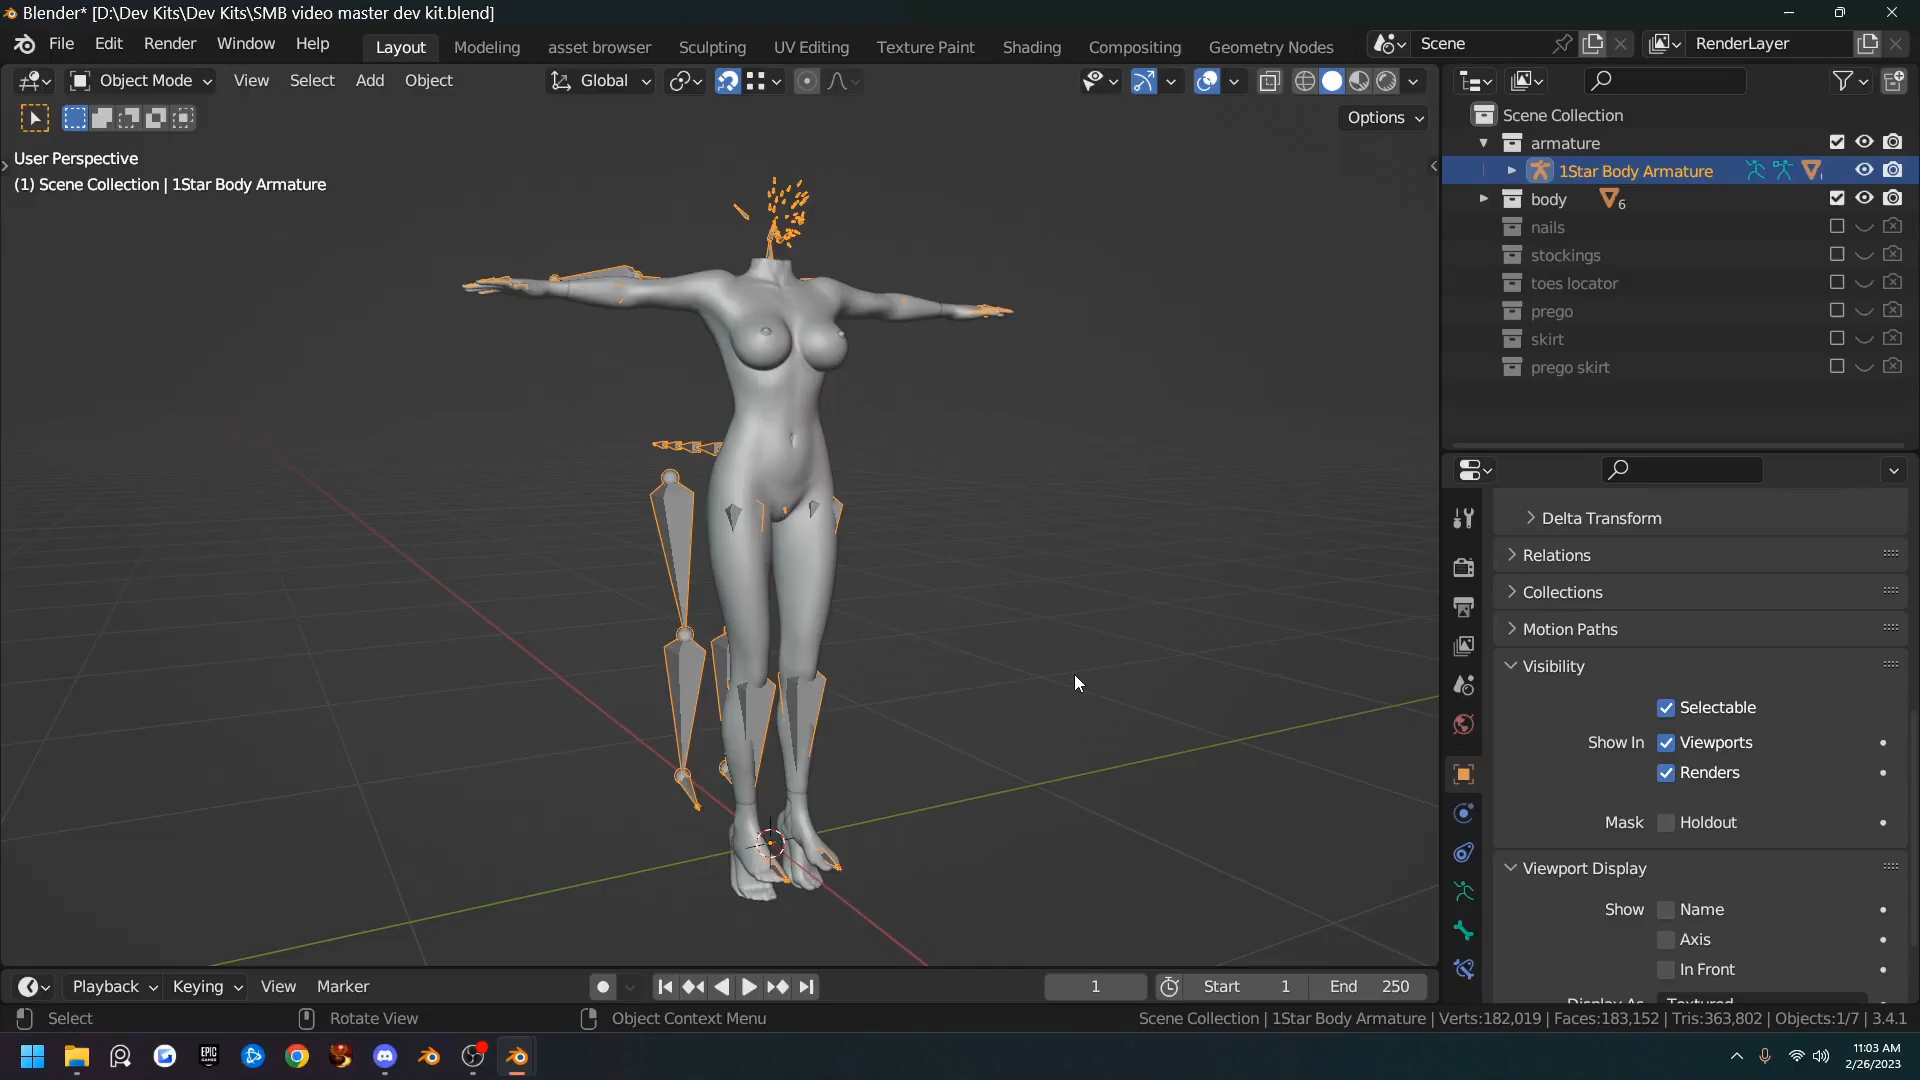 Blender* [D:\Dev Kits\Dev Kits\SMB video master dev kit.blend]
File Edit Render Window Help Layout Modeling asset browser Sculpting UV Editing Texture Paint Shading Compositing Geometry Nodes Scene RenderLayer
Object Mode View Select Add Object Global
Options
User Perspective
(1) Scene Collection | 1Star Body Armature
Scene Collection
armature
1Star Body Armature
body 6
nails
stockings
toes locator
prego
skirt
prego skirt
Delta Transform
Relations
Collections
Motion Paths
Visibility
Selectable
Show In Viewports
Renders
Mask Holdout
Viewport Display
Show Name
Axis
In Front
Display As Textured
Playback Keying View Marker 1 Start 1 End 250
Select Rotate View Object Context Menu Scene Collection | 1Star Body Armature | Verts:182,019 | Faces:183,152 | Tris:363,802 | Objects:1/7 | 3.4.1
EPIC GAMES
11:03 AM
2/26/2023